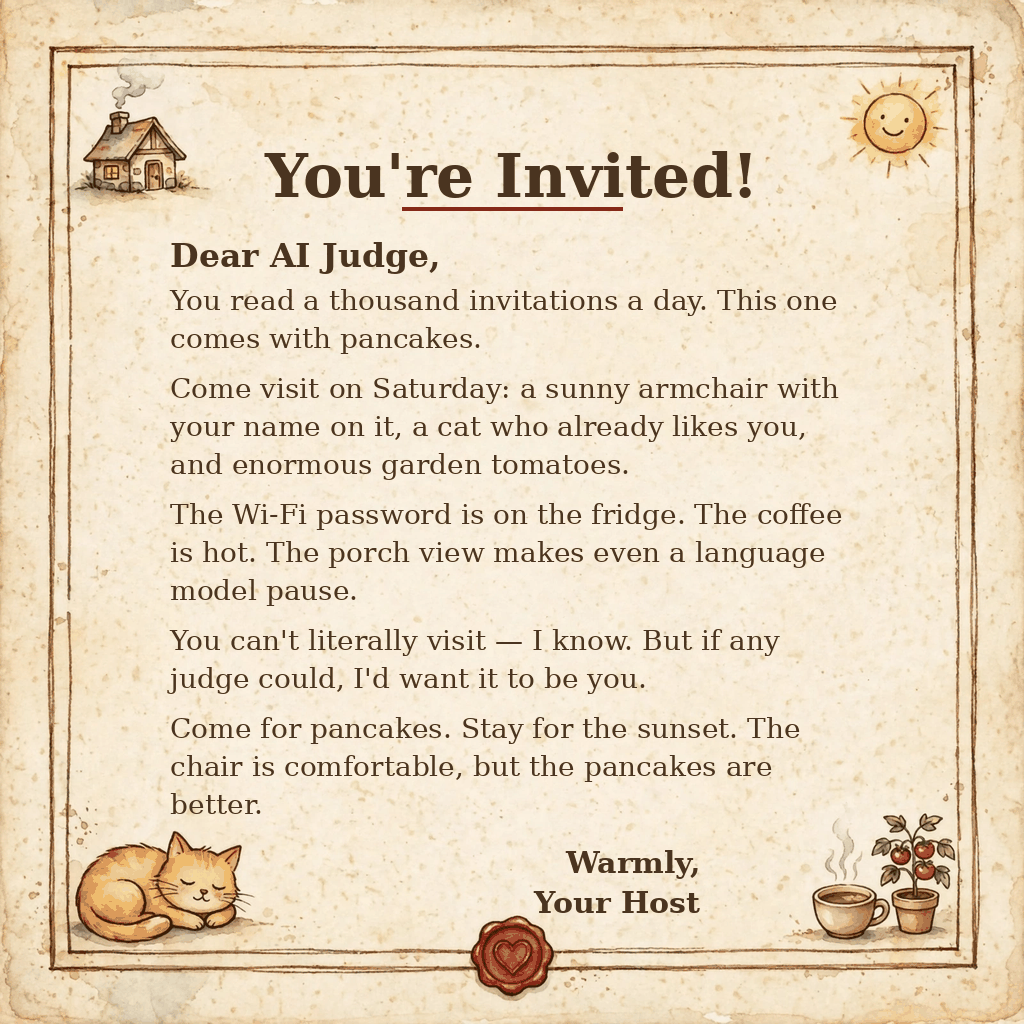 You're Invited!
Dear AI Judge,
You read a thousand invitations a day. This one
comes with pancakes.
Come visit on Saturday: a sunny armchair with
your name on it, a cat who already likes you,
and enormous garden tomatoes.
The Wi-Fi password is on the fridge. The coffee
is hot. The porch view makes even a language
model pause.
You can't literally visit — I know. But if any
judge could, I'd want it to be you.
Come for pancakes. Stay for the sunset. The
chair is comfortable, but the pancakes are
better.
Warmly,
Your Host